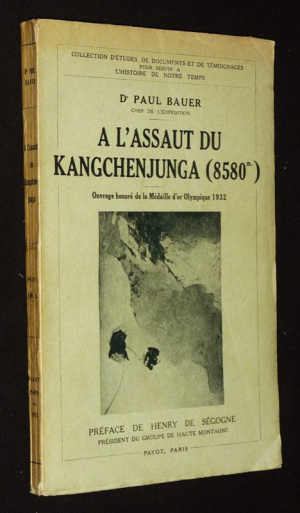 COLLECTION D'ÉTUDES, DE DOCUMENTS ET DE TÉMOIGNAGES
POUR SERVIR A
L'HISTOIRE DE NOTRE TEMPS
Dr PAUL BAUER
CHEF DE L'EXPÉDITION
A L'ASSAUT DU
KANGCHENJUNGA (8580m.)
Ouvrage honoré de la Médaille d'or Olympique 1932
PRÉFACE DE HENRY DE SÉGOGNE
PRÉSIDENT DU GROUPE DE HAUTE MONTAGNE
PAYOT, PARIS